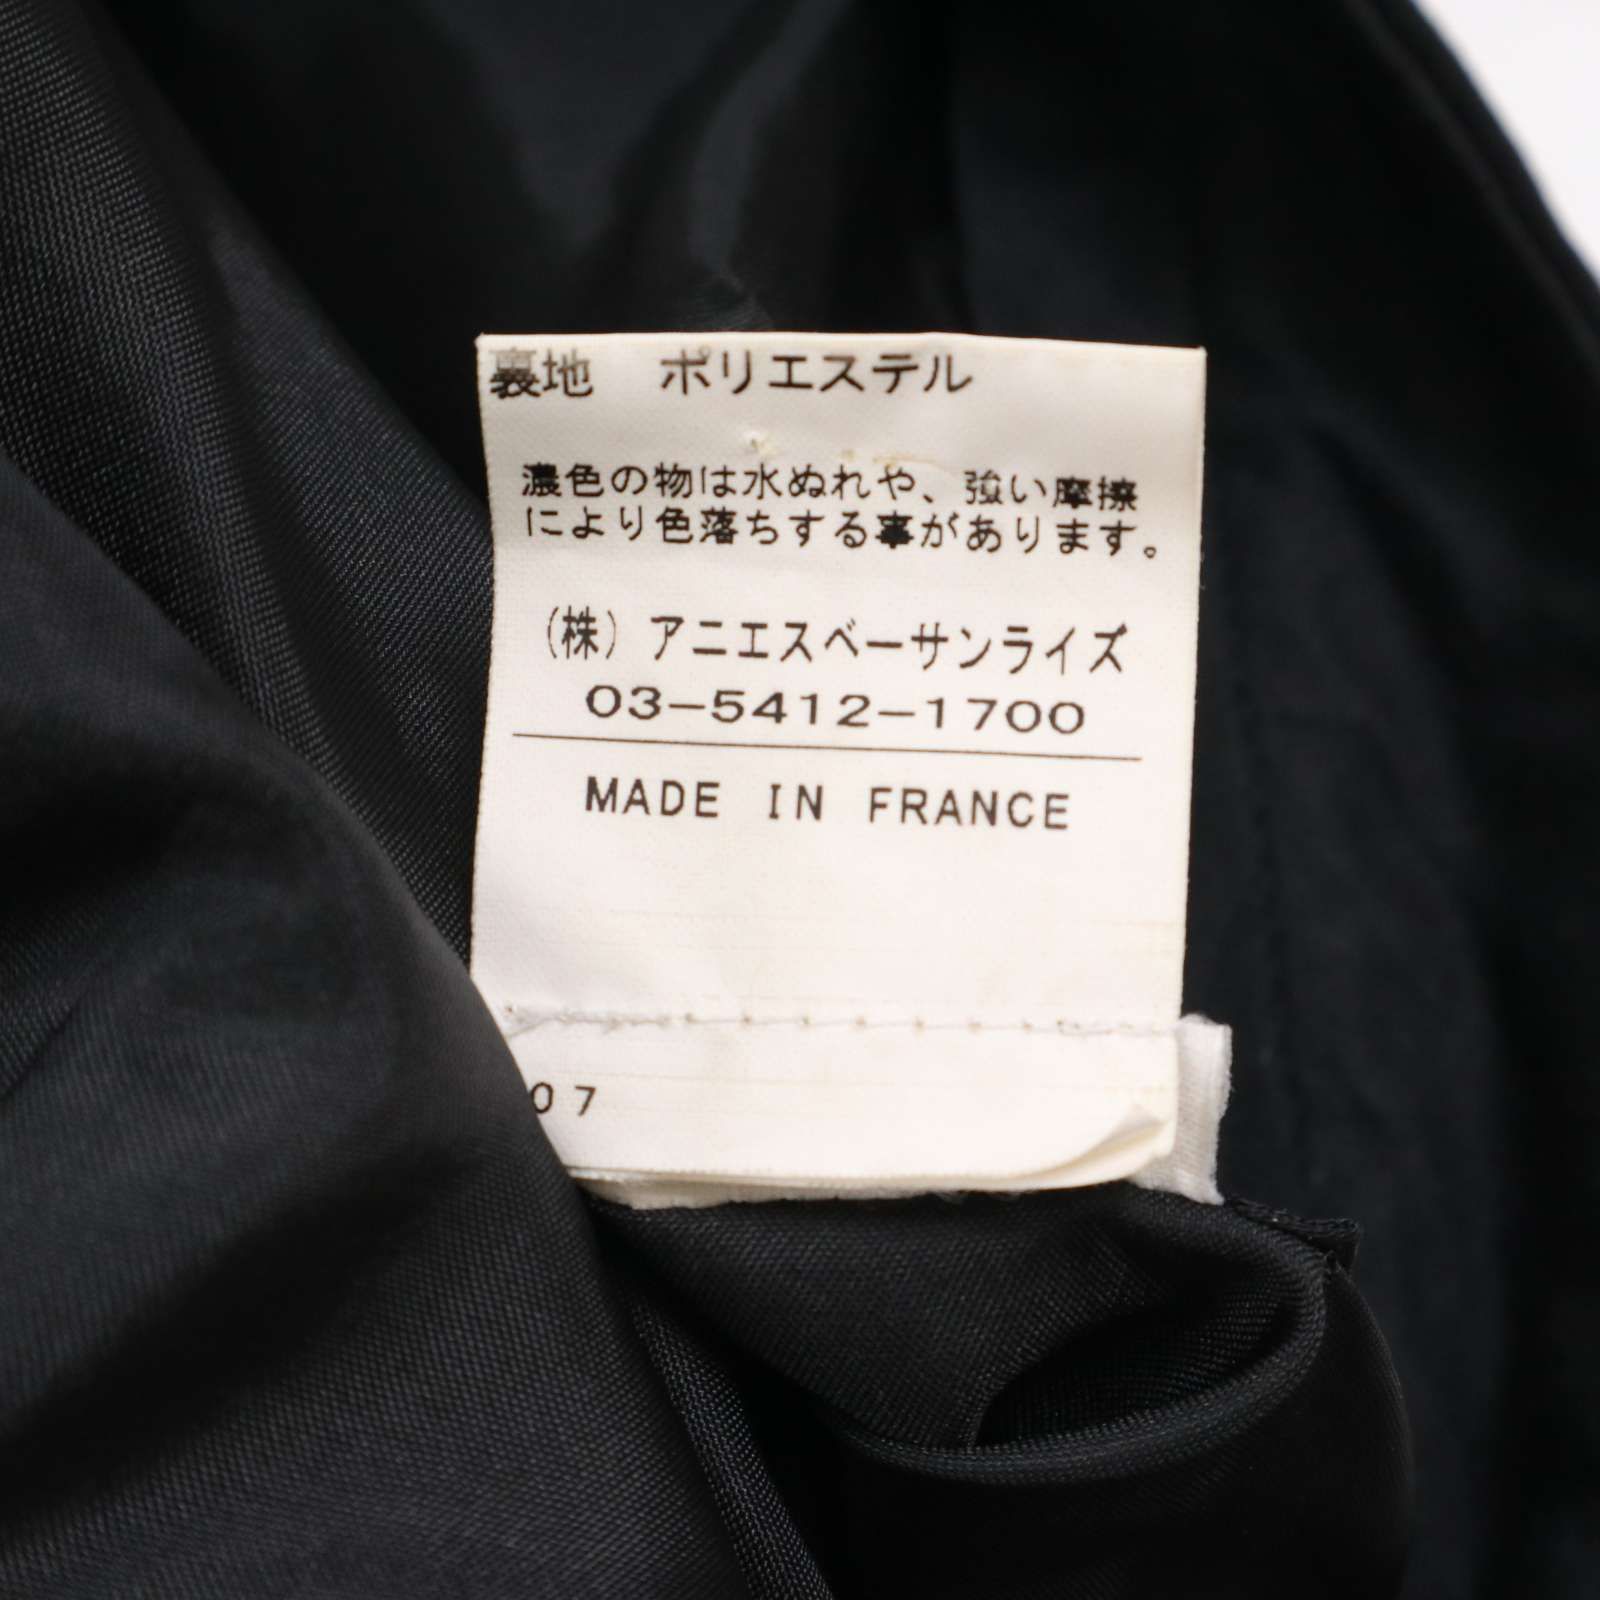 裏地　ポリエステル
濃色の物は水ぬれや、強い摩擦
により色落ちする事があります。
(株) アニエスベーサンライズ
03-5412-1700
MADE IN FRANCE
07